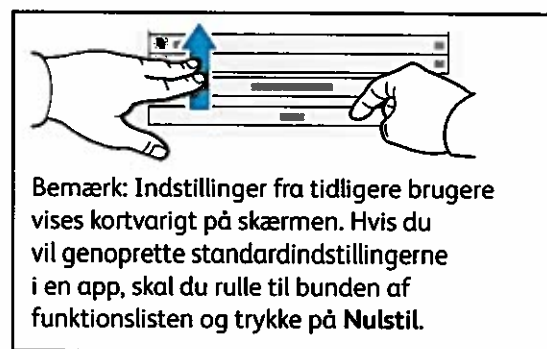 Bemærk: Indstillinger fra tidligere brugere
vises kortvarigt på skærmen. Hvis du
vil genoprette standardindstillingerne
i en app, skal du rulle til bunden af
funktionslisten og trykke på Nulstil.